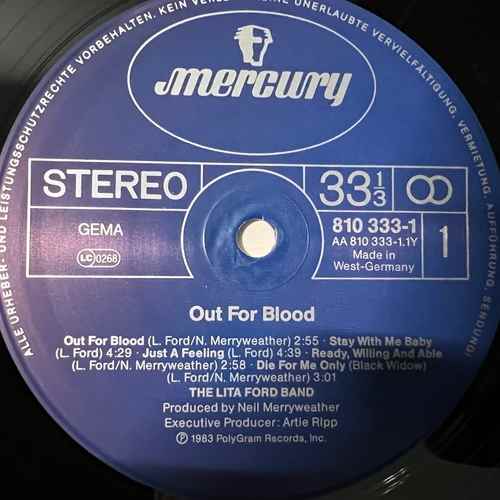 ALLE URHEBER- UND LEISTUNGSSCHUTZRECHTE VORBEHALTEN. KEIN UNERLAUBTE VERVIELFÄLTIGUNG, VERMIETUNG, AUFFÜHRUNG, SENDUNG!
mercury
STEREO
33 1/3
GEMA
LC 0268
810 333-1
AA 810 333-1.1Y
Made in
West-Germany
1
Out For Blood
Out For Blood (L. Ford/N. Merryweather) 2:55 · Stay With Me Baby
(L. Ford) 4:29 · Just A Feeling (L. Ford) 4:39 · Ready, Willing And Able
(L. Ford/N. Merryweather) 2:58 · Die For Me Only (Black Widow)
(L. Ford/N. Merryweather) 3:01
THE LITA FORD BAND
Produced by Neil Merryweather
Executive Producer: Artie Ripp
℗ 1983 PolyGram Records, Inc.